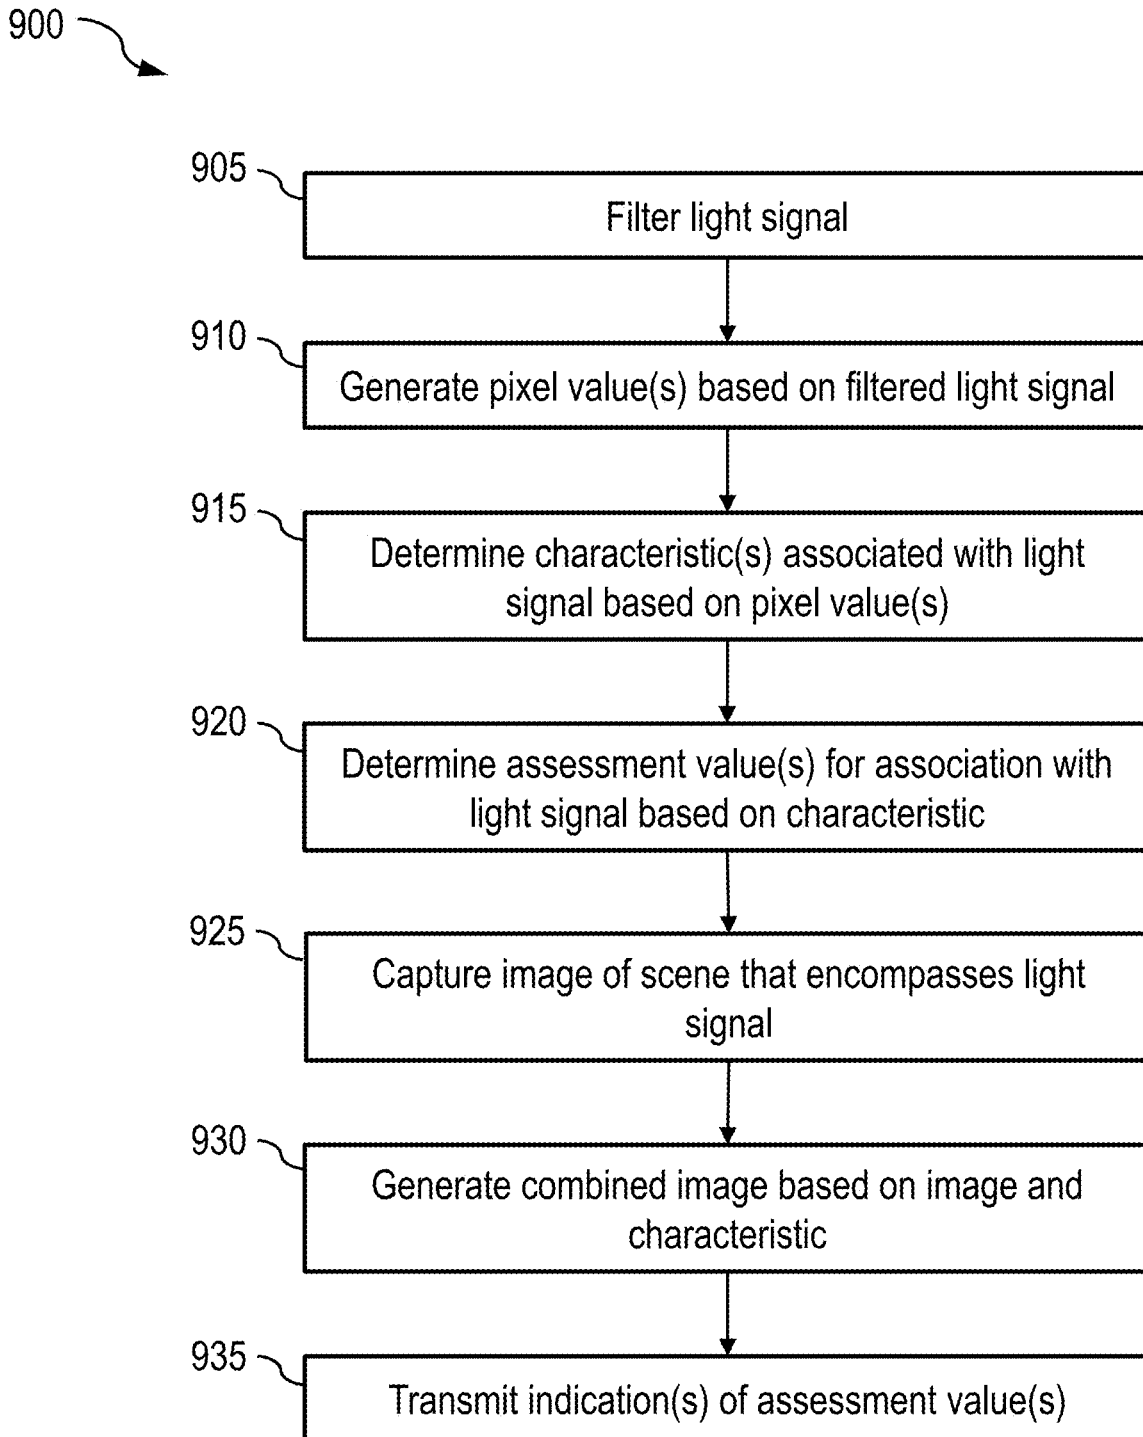 900
905
Filter light signal
910
Generate pixel value(s) based on filtered light signal
915
Determine characteristic(s) associated with light
signal based on pixel value(s)
920
Determine assessment value(s) for association with
light signal based on characteristic
925
Capture image of scene that encompasses light
signal
930
Generate combined image based on image and
characteristic
935
Transmit indication(s) of assessment value(s)